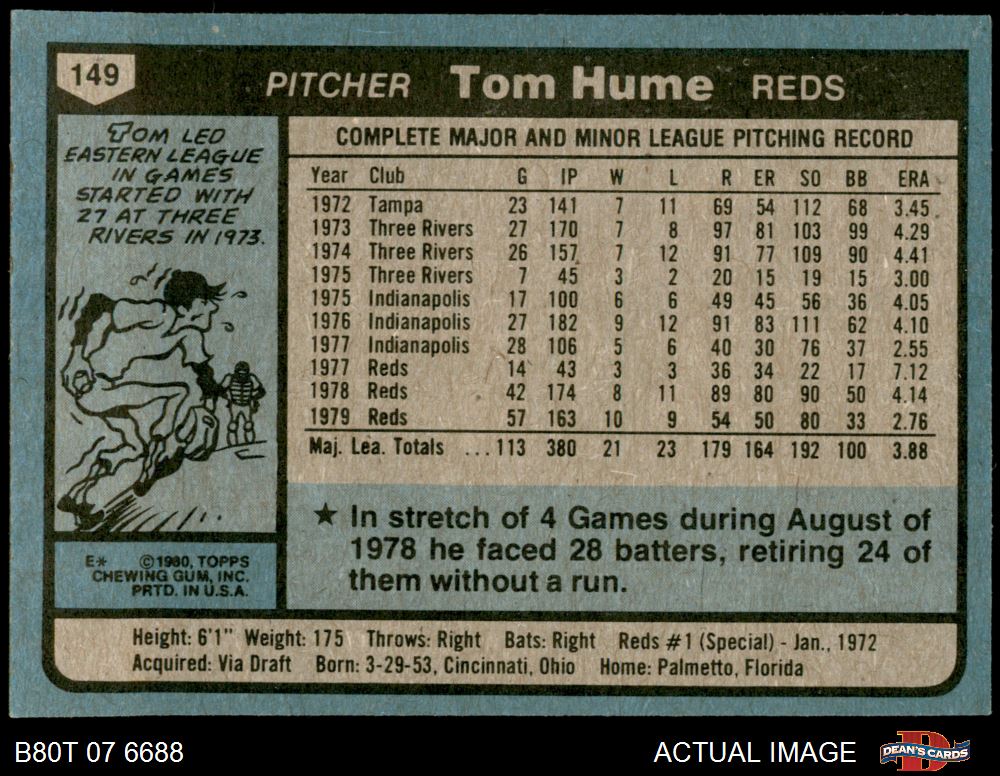 149
PITCHER Tom Hume REDS
TOM LED
EASTERN LEAGUE
IN GAMES
STARTED WITH
27 AT THREE
RIVERS IN 1973.
COMPLETE MAJOR AND MINOR LEAGUE PITCHING RECORD
Year Club G IP W L R ER SO BB ERA
1972 Tampa 23 141 7 11 69 54 112 68 3.45
1973 Three Rivers 27 170 7 8 97 81 103 99 4.29
1974 Three Rivers 26 157 7 12 91 77 109 90 4.41
1975 Three Rivers 7 45 3 2 20 15 19 15 3.00
1975 Indianapolis 17 100 6 6 49 45 56 36 4.05
1976 Indianapolis 27 182 9 12 91 83 111 62 4.10
1977 Indianapolis 28 106 5 6 40 30 76 37 2.55
1977 Reds 14 43 3 3 36 34 22 17 7.12
1978 Reds 42 174 8 11 89 80 90 50 4.14
1979 Reds 57 163 10 9 54 50 80 33 2.76
Maj. Lea. Totals ...113 380 21 23 179 164 192 100 3.88
★ In stretch of 4 Games during August of
1978 he faced 28 batters, retiring 24 of
them without a run.
E* ©1980, TOPPS
CHEWING GUM, INC.
PRTD. IN U.S.A.
Height: 6'1" Weight: 175 Throws: Right Bats: Right Reds #1 (Special) - Jan., 1972
Acquired: Via Draft Born: 3-29-53, Cincinnati, Ohio Home: Palmetto, Florida
B80T 07 6688
ACTUAL IMAGE
DEAN'S CARDS